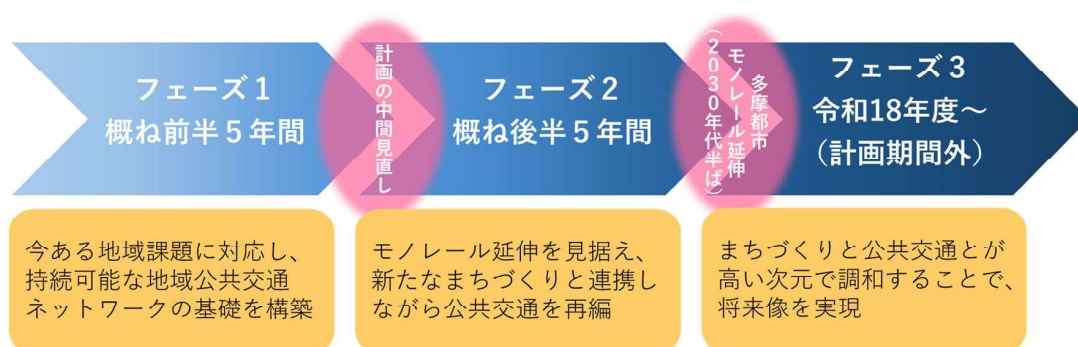 フェーズ１
概ね前半５年間
計画の中間見直し
フェーズ２
概ね後半５年間
多摩都市
モノレール延伸
(2030年代半ば)
フェーズ３
令和18年度～
(計画期間外)
今ある地域課題に対応し、
持続可能な地域公共交通
ネットワークの基礎を構築
モノレール延伸を見据え、
新たなまちづくりと連携し
ながら公共交通を再編
まちづくりと公共交通とが
高い次元で調和することで、
将来像を実現